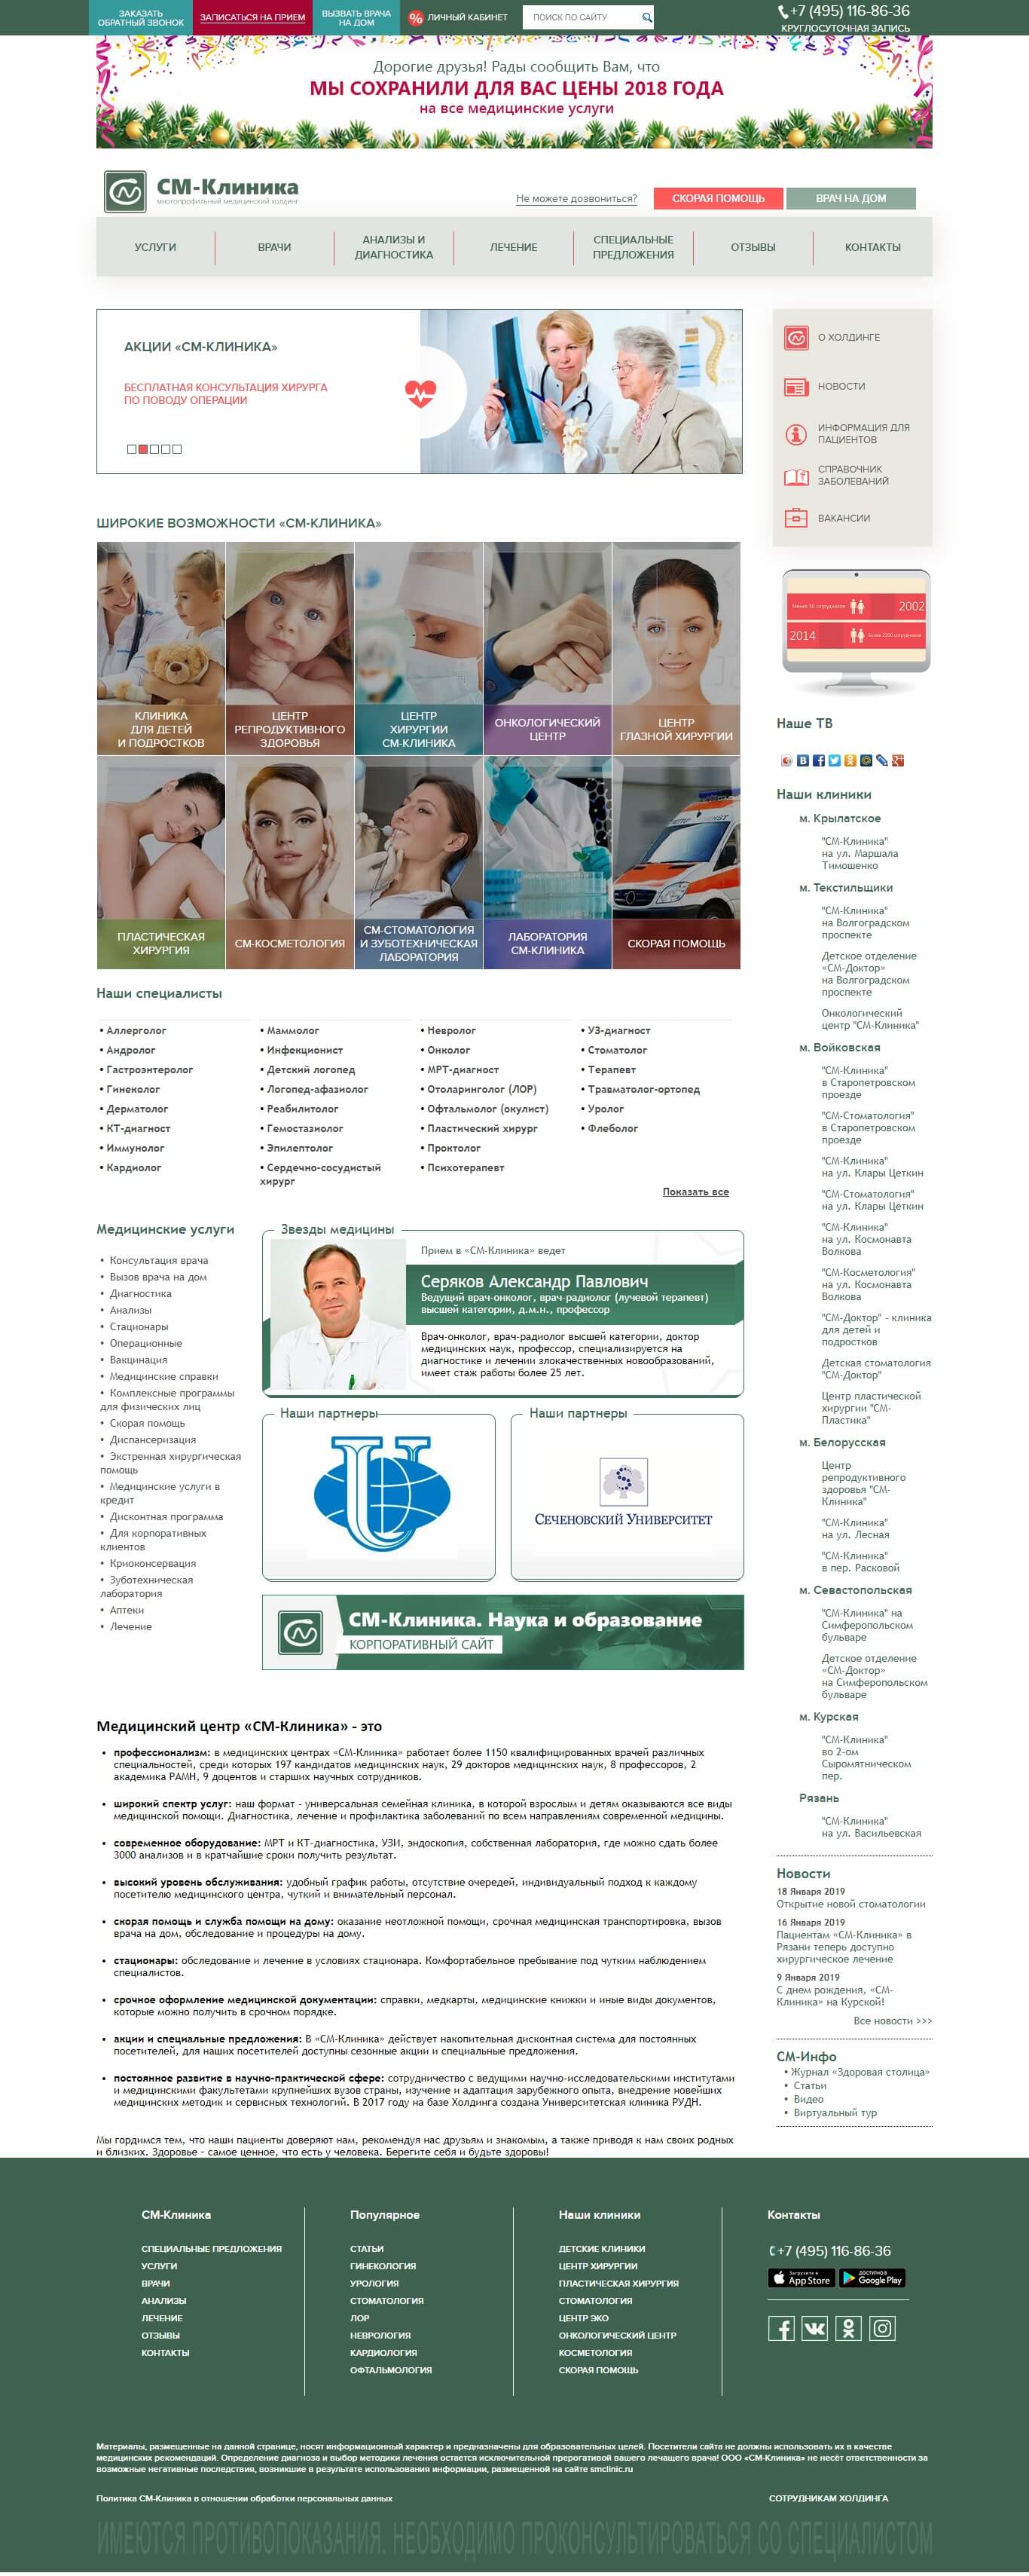 ЗАКАЗАТЬ
ОБРАТНЫЙ ЗВОНОК
ЗАПИСАТЬСЯ НА ПРИЕМ
ВЫЗВАТЬ ВРАЧА
НА ДОМ
ЛИЧНЫЙ КАБИНЕТ
ПОИСК ПО САЙТУ
+7 (495) 116-86-36
КРУГЛОСУТОЧНАЯ ЗАПИСЬ
Дорогие друзья! Рады сообщить Вам, что
МЫ СОХРАНИЛИ ДЛЯ ВАС ЦЕНЫ 2018 ГОДА
на все медицинские услуги
СМ-Клиника
многопрофильный медицинский холдинг
Не можете дозвониться?
СКОРАЯ ПОМОЩЬ
ВРАЧ НА ДОМ
УСЛУГИ
ВРАЧИ
АНАЛИЗЫ И
ДИАГНОСТИКА
ЛЕЧЕНИЕ
СПЕЦИАЛЬНЫЕ
ПРЕДЛОЖЕНИЯ
ОТЗЫВЫ
КОНТАКТЫ
АКЦИИ «СМ-КЛИНИКА»
БЕСПЛАТНАЯ КОНСУЛЬТАЦИЯ ХИРУРГА
ПО ПОВОДУ ОПЕРАЦИИ
О ХОЛДИНГЕ
НОВОСТИ
ИНФОРМАЦИЯ ДЛЯ
ПАЦИЕНТОВ
СПРАВОЧНИК
ЗАБОЛЕВАНИЙ
ВАКАНСИИ
ШИРОКИЕ ВОЗМОЖНОСТИ «СМ-КЛИНИКА»
КЛИНИКА
ДЛЯ ДЕТЕЙ
И ПОДРОСТКОВ
ЦЕНТР
РЕПРОДУКТИВНОГО
ЗДОРОВЬЯ
ЦЕНТР
ХИРУРГИИ
СМ-КЛИНИКА
ОНКОЛОГИЧЕСКИЙ
ЦЕНТР
ЦЕНТР
ГЛАЗНОЙ ХИРУРГИИ
ПЛАСТИЧЕСКАЯ
ХИРУРГИЯ
СМ-КОСМЕТОЛОГИЯ
СМ-СТОМАТОЛОГИЯ
И ЗУБОТЕХНИЧЕСКАЯ
ЛАБОРАТОРИЯ
ЛАБОРАТОРИЯ
СМ-КЛИНИКА
СКОРАЯ ПОМОЩЬ
2002
2014
Наше ТВ
Наши специалисты
• Аллерголог
• Андролог
• Гастроэнтеролог
• Гинеколог
• Дерматолог
• КТ-диагност
• Иммунолог
• Кардиолог
• Маммолог
• Инфекционист
• Детский логопед
• Логопед-афазиолог
• Реабилитолог
• Гемостазиолог
• Эпилептолог
• Сердечно-сосудистый
хирург
• Невролог
• Онколог
• МРТ-диагност
• Отоларинголог (ЛОР)
• Офтальмолог (окулист)
• Пластический хирург
• Проктолог
• Психотерапевт
• УЗ-диагност
• Стоматолог
• Терапевт
• Травматолог-ортопед
• Уролог
• Флеболог
Показать все
Медицинские услуги
• Консультация врача
• Вызов врача на дом
• Диагностика
• Анализы
• Стационары
• Операционные
• Вакцинация
• Медицинские справки
• Комплексные программы
для физических лиц
• Скорая помощь
• Диспансеризация
• Экстренная хирургическая
помощь
• Медицинские услуги в
кредит
• Дисконтная программа
• Для корпоративных
клиентов
• Криоконсервация
• Зуботехническая
лаборатория
• Аптеки
• Лечение
Звезды медицины
Прием в «СМ-Клиника» ведет
Серяков Александр Павлович
Ведущий врач-онколог, врач-радиолог (лучевой терапевт)
высшей категории, д.м.н., профессор
Врач-онколог, врач-радиолог высшей категории, доктор
медицинских наук, профессор, специализируется на
диагностике и лечении злокачественных новообразований,
имеет стаж работы более 25 лет.
Наши партнеры
Наши партнеры
СЕЧЕНОВСКИЙ УНИВЕРСИТЕТ
СМ-Клиника. Наука и образование
КОРПОРАТИВНЫЙ САЙТ
Медицинский центр «СМ-Клиника» - это
• профессионализм: в медицинских центрах «СМ-Клиника» работает более 1150 квалифицированных врачей различных
специальностей, среди которых 197 кандидатов медицинских наук, 29 докторов медицинских наук, 8 профессоров, 2
академика РАМН, 9 доцентов и старших научных сотрудников.
• широкий спектр услуг: наш формат - универсальная семейная клиника, в которой взрослым и детям оказываются все виды
медицинской помощи. Диагностика, лечение и профилактика заболеваний по всем направлениям современной медицины.
• современное оборудование: МРТ и КТ-диагностика, УЗИ, эндоскопия, собственная лаборатория, где можно сдать более
3000 анализов и в кратчайшие сроки получить результат.
• высокий уровень обслуживания: удобный график работы, отсутствие очередей, индивидуальный подход к каждому
посетителю медицинского центра, чуткий и внимательный персонал.
• скорая помощь и служба помощи на дому: оказание неотложной помощи, срочная медицинская транспортировка, вызов
врача на дом, обследование и процедуры на дому.
• стационары: обследование и лечение в условиях стационара. Комфортабельное пребывание под чутким наблюдением
специалистов.
• срочное оформление медицинской документации: справки, медкарты, медицинские книжки и иные виды документов,
которые можно получить в срочном порядке.
• акции и специальные предложения: В «СМ-Клиника» действует накопительная дисконтная система для постоянных
посетителей, для наших посетителей доступны сезонные акции и специальные предложения.
• постоянное развитие в научно-практической сфере: сотрудничество с ведущими научно-исследовательскими институтами
и медицинскими факультетами крупнейших вузов страны, изучение и адаптация зарубежного опыта, внедрение новейших
медицинских методик и сервисных технологий. В 2017 году на базе Холдинга создана Университетская клиника РУДН.
Мы гордимся тем, что наши пациенты доверяют нам, рекомендуя нас друзьям и знакомым, а также приводя к нам своих родных
и близких. Здоровье – самое ценное, что есть у человека. Берегите себя и будьте здоровы!
Наши клиники
м. Крылатское
"СМ-Клиника"
на ул. Маршала
Тимошенко
м. Текстильщики
"СМ-Клиника"
на Волгоградском
проспекте
Детское отделение
«СМ-Доктор»
на Волгоградском
проспекте
Онкологический
центр "СМ-Клиника"
м. Войковская
"СМ-Клиника"
в Старопетровском
проезде
"СМ-Стоматология"
в Старопетровском
проезде
"СМ-Клиника"
на ул. Клары Цеткин
"СМ-Стоматология"
на ул. Клары Цеткин
"СМ-Клиника"
на ул. Космонавта
Волкова
"СМ-Косметология"
на ул. Космонавта
Волкова
"СМ-Доктор" - клиника
для детей и
подростков
Детская стоматология
"СМ-Доктор"
Центр пластической
хирургии "СМ-
Пластика"
м. Белорусская
Центр
репродуктивного
здоровья "СМ-
Клиника"
"СМ-Клиника"
на ул. Лесная
"СМ-Клиника"
в пер. Расковой
м. Севастопольская
"СМ-Клиника" на
Симферопольском
бульваре
Детское отделение
«СМ-Доктор»
на Симферопольском
бульваре
м. Курская
"СМ-Клиника"
во 2-ом
Сыромятническом
пер.
Рязань
"СМ-Клиника"
на ул. Васильевская
Новости
18 Января 2019
Открытие новой стоматологии
16 Января 2019
Пациентам «СМ-Клиника» в
Рязани теперь доступно
хирургическое лечение
9 Января 2019
С днем рождения, «СМ-
Клиника» на Курской!
Все новости >>>
СМ-Инфо
• Журнал «Здоровая столица»
• Статьи
• Видео
• Виртуальный тур
СМ-Клиника
СПЕЦИАЛЬНЫЕ ПРЕДЛОЖЕНИЯ
УСЛУГИ
ВРАЧИ
АНАЛИЗЫ
ЛЕЧЕНИЕ
ОТЗЫВЫ
КОНТАКТЫ
Популярное
СТАТЬИ
ГИНЕКОЛОГИЯ
УРОЛОГИЯ
СТОМАТОЛОГИЯ
ЛОР
НЕВРОЛОГИЯ
КАРДИОЛОГИЯ
ОФТАЛЬМОЛОГИЯ
Наши клиники
ДЕТСКИЕ КЛИНИКИ
ЦЕНТР ХИРУРГИИ
ПЛАСТИЧЕСКАЯ ХИРУРГИЯ
СТОМАТОЛОГИЯ
ЦЕНТР ЭКО
ОНКОЛОГИЧЕСКИЙ ЦЕНТР
КОСМЕТОЛОГИЯ
СКОРАЯ ПОМОЩЬ
Контакты
+7 (495) 116-86-36
Загрузите в
App Store
ДОСТУПНО В
Google Play
Материалы, размещенные на данной странице, носят информационный характер и предназначены для образовательных целей. Посетители сайта не должны использовать их в качестве
медицинских рекомендаций. Определение диагноза и выбор методики лечения остается исключительной прерогативой вашего лечащего врача! ООО «СМ-Клиника» не несёт ответственности за
возможные негативные последствия, возникшие в результате использования информации, размещенной на сайте smclinic.ru
Политика СМ-Клиника в отношении обработки персональных данных
СОТРУДНИКАМ ХОЛДИНГА
ИМЕЮТСЯ ПРОТИВОПОКАЗАНИЯ. НЕОБХОДИМО ПРОКОНСУЛЬТИРОВАТЬСЯ СО СПЕЦИАЛИСТОМ